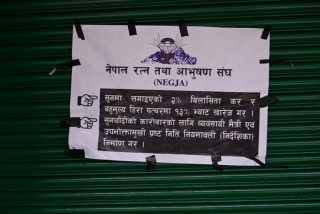 नेपाल रत्न तथा आभुषण संघ
(NEGJA)
सुनमा लगाइएको २% बिलासिता कर र
बहुमूल्य हिरा पत्थरमा १३% भ्याट खारेज गर ।
सुनचाँदीको कारोबारको लागि व्यवसायी मैत्री एवं
उपभोक्तामुखी प्रष्ट निति नियमावली (निर्देशिका)
निर्माण गर ।